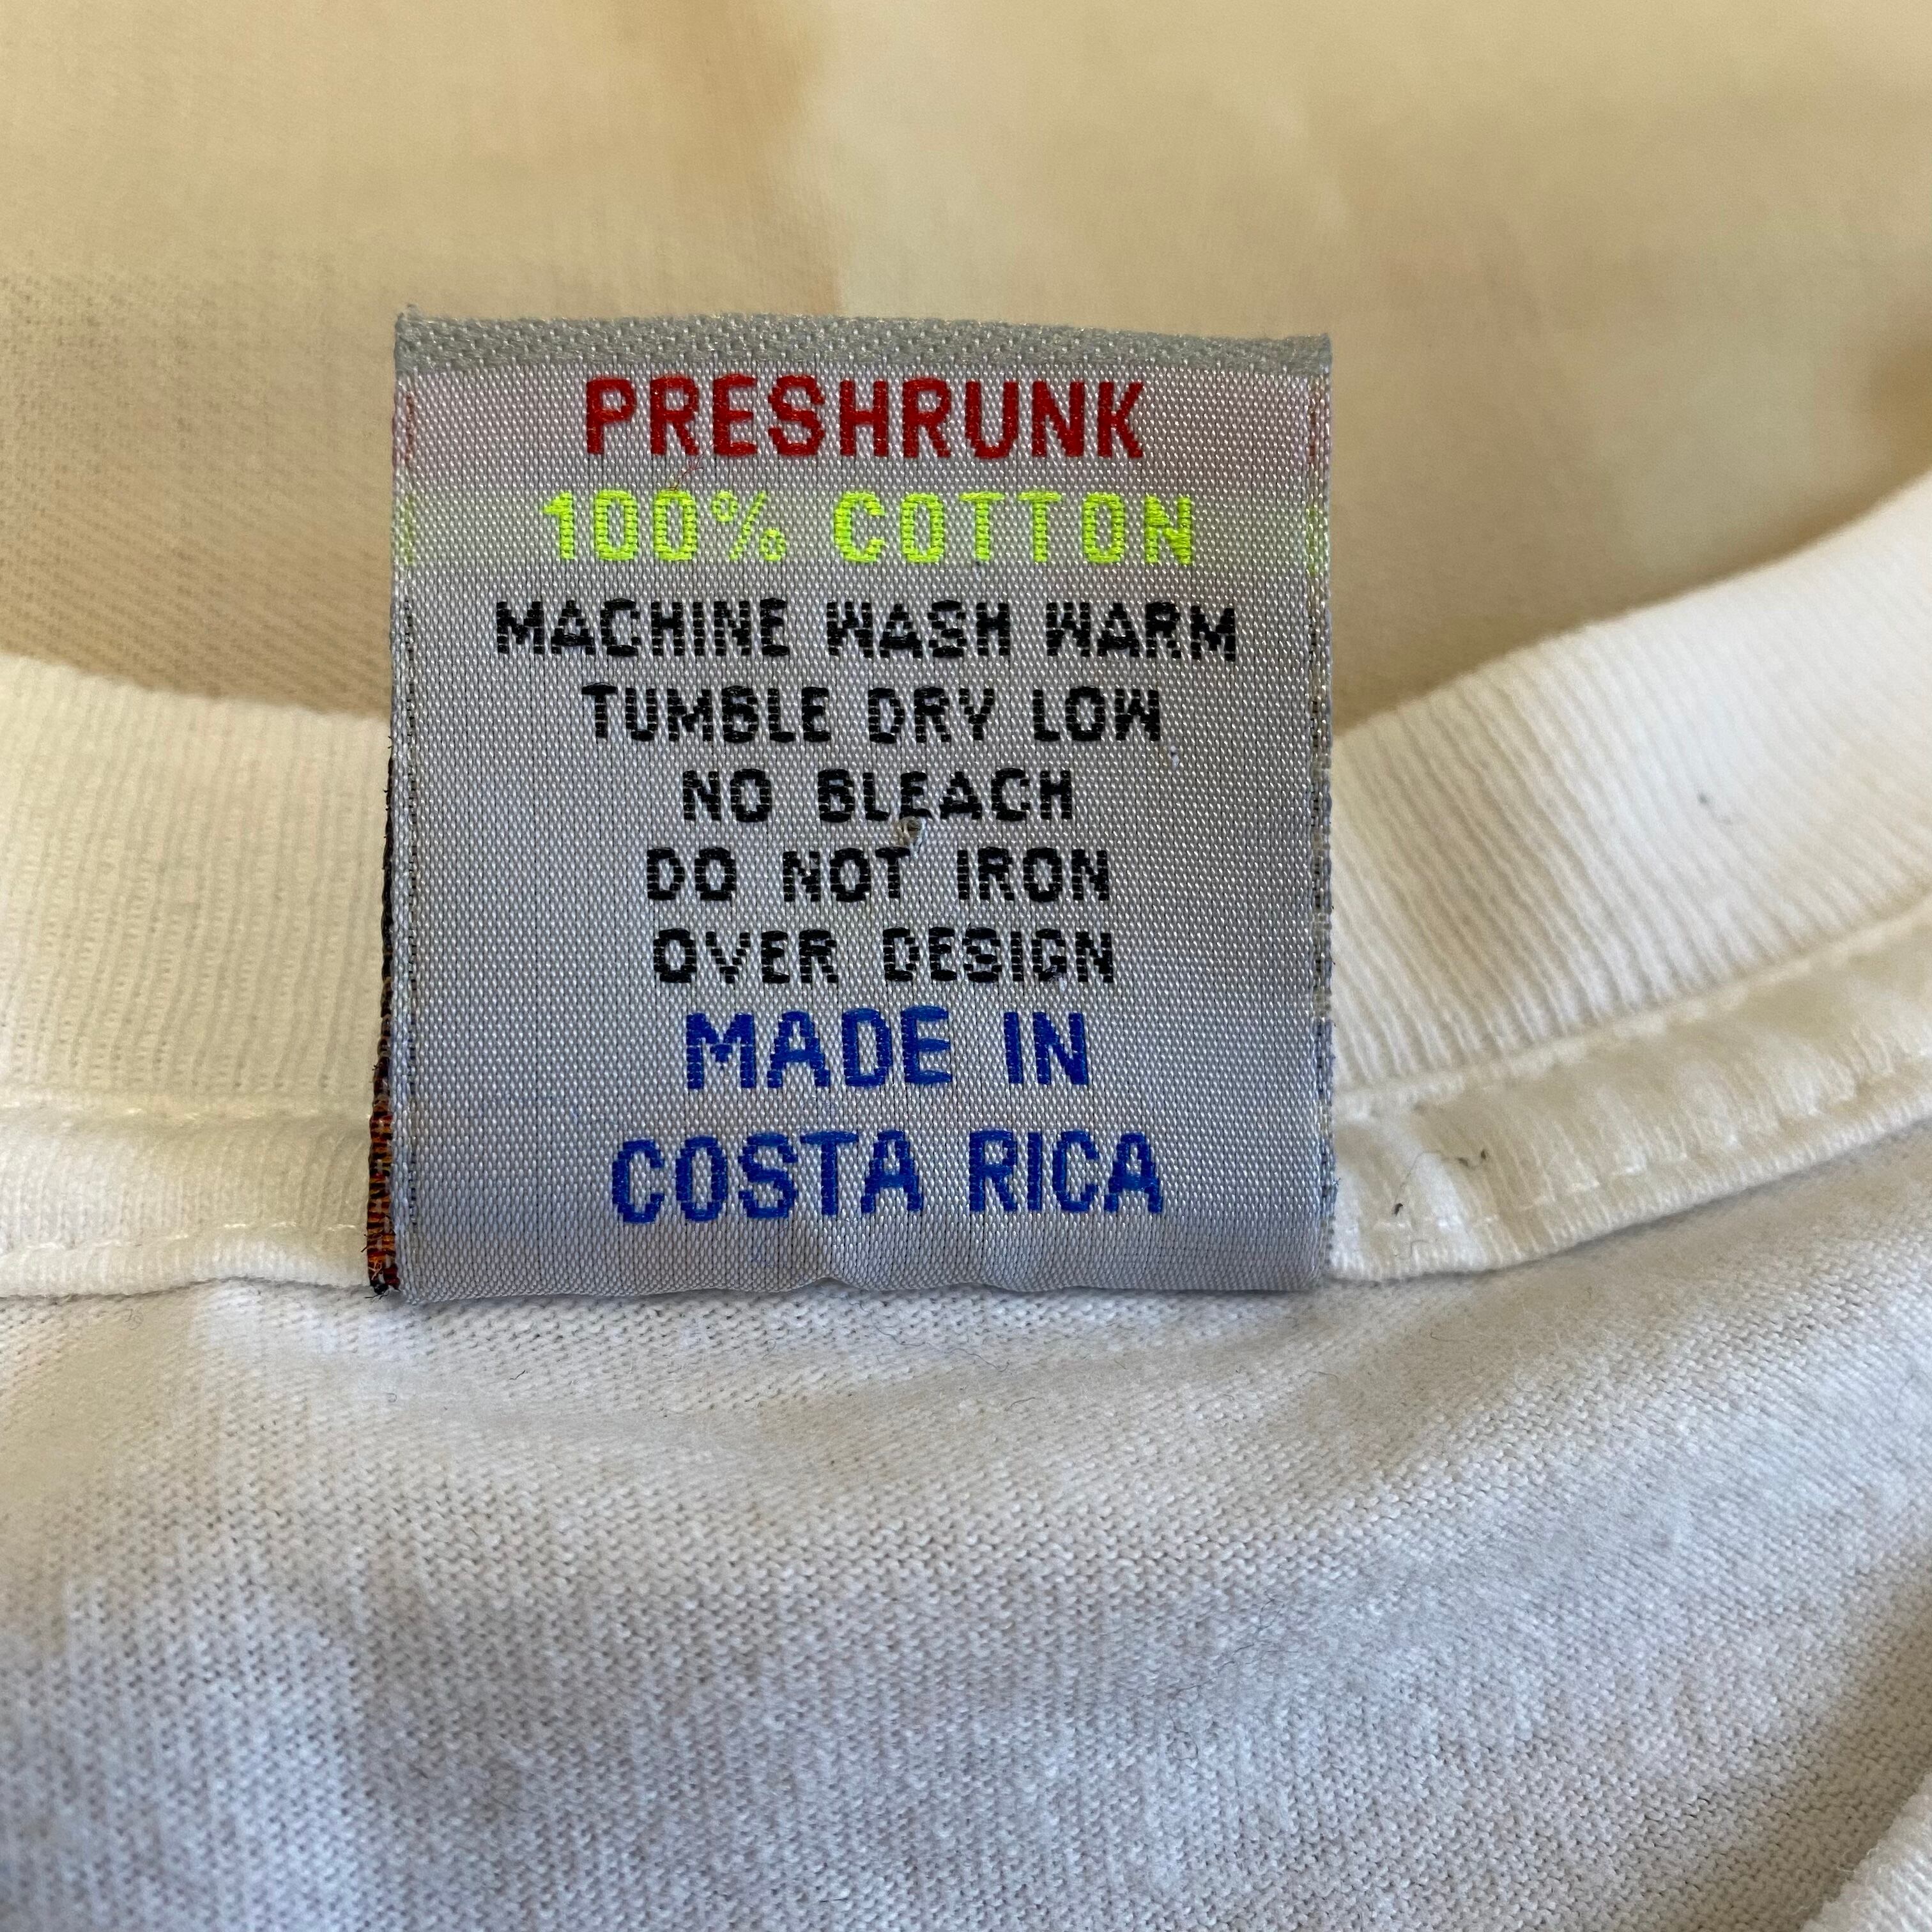 PRESHRUNK
100% COTTON
MACHINE WASH WARM
TUMBLE DRY LOW
NO BLEACH
DO NOT IRON
OVER DESIGN
MADE IN
COSTA RICA